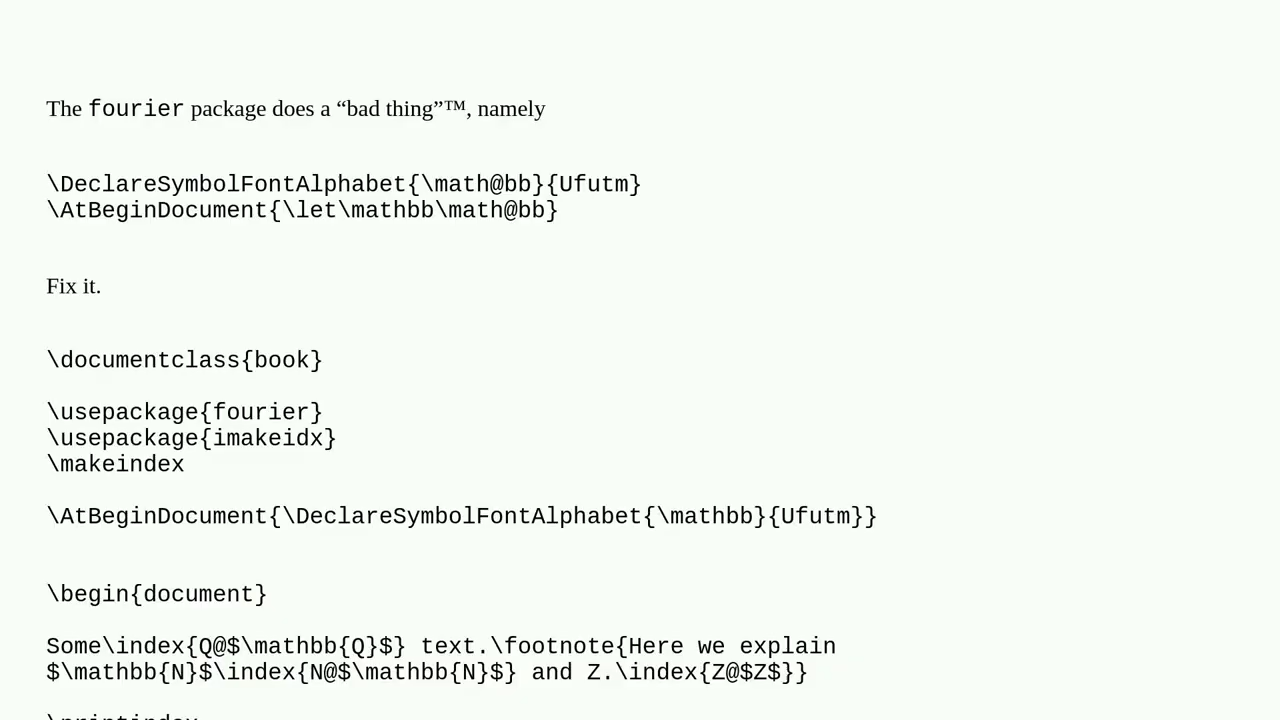 The fourier package does a “bad thing”™, namely
\DeclareSymbolFontAlphabet{\math@bb}{Ufutm}
\AtBeginDocument{\let\mathbb\math@bb}
Fix it.
\documentclass{book}
\usepackage{fourier}
\usepackage{imakeidx}
\makeindex
\AtBeginDocument{\DeclareSymbolFontAlphabet{\mathbb}{Ufutm}}
\begin{document}
Some\index{Q@$\mathbb{Q}$} text.\footnote{Here we explain
$\mathbb{N}$\index{N@$\mathbb{N}$} and Z.\index{Z@$Z$}}
\printindex